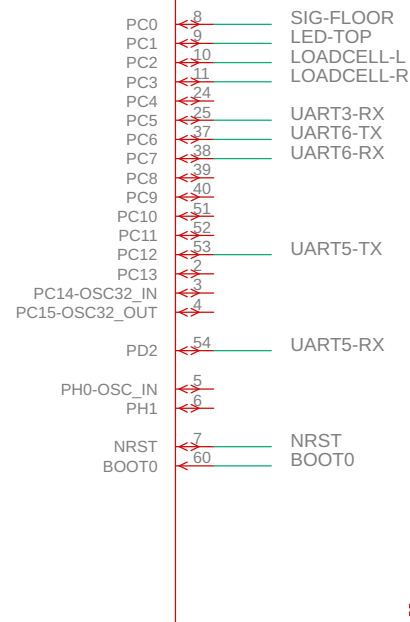 PC0 8 SIG-FLOOR
PC1 9 LED-TOP
PC2 10 LOADCELL-L
PC3 11 LOADCELL-R
PC4 24
PC5 25 UART3-RX
PC6 37 UART6-TX
PC7 38 UART6-RX
PC8 39
PC9 40
PC10 51
PC11 52
PC12 53 UART5-TX
PC13 2
PC14-OSC32_IN 3
PC15-OSC32_OUT 4
PD2 54 UART5-RX
PH0-OSC_IN 5
PH1 6
NRST 7 NRST
BOOT0 60 BOOT0